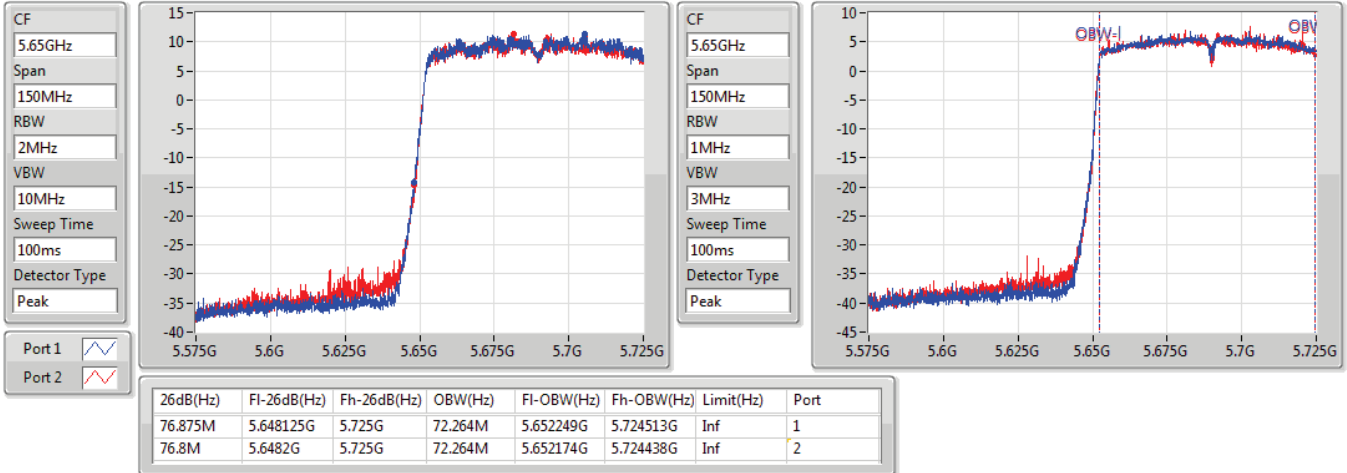 CF
5.65GHz
Span
150MHz
RBW
2MHz
VBW
10MHz
Sweep Time
100ms
Detector Type
Peak
Port 1
Port 2
15
10
5
0
-5
-10
-15
-20
-25
-30
-35
-40
5.575G 5.6G 5.625G 5.65G 5.675G 5.7G 5.725G
CF
5.65GHz
Span
150MHz
RBW
1MHz
VBW
3MHz
Sweep Time
100ms
Detector Type
Peak
10
5
0
-5
-10
-15
-20
-25
-30
-35
-40
-45
OBW-l OBW
5.575G 5.6G 5.625G 5.65G 5.675G 5.7G 5.725G
26dB(Hz) Fl-26dB(Hz) Fh-26dB(Hz) OBW(Hz) Fl-OBW(Hz) Fh-OBW(Hz) Limit(Hz) Port
76.875M 5.648125G 5.725G 72.264M 5.652249G 5.724513G Inf 1
76.8M 5.6482G 5.725G 72.264M 5.652174G 5.724438G Inf 2